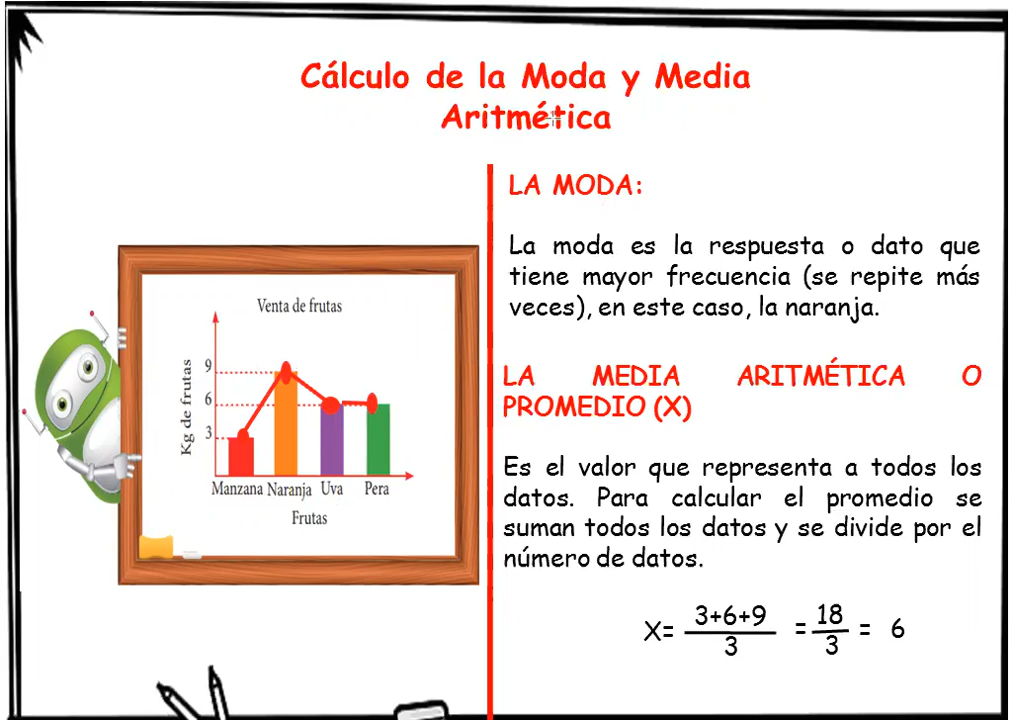 Cálculo de la Moda y Media
Aritmética
LA MODA:
La moda es la respuesta o dato que
tiene mayor frecuencia (se repite más
veces), en este caso, la naranja.
LA MEDIA ARITMÉTICA O
PROMEDIO (X)
Es el valor que representa a todos los
datos. Para calcular el promedio se
suman todos los datos y se divide por el
número de datos.
X= 3+6+9 / 3 = 18 / 3 = 6
Venta de frutas
Kg de frutas
9
6
3
Manzana Naranja Uva Pera
Frutas